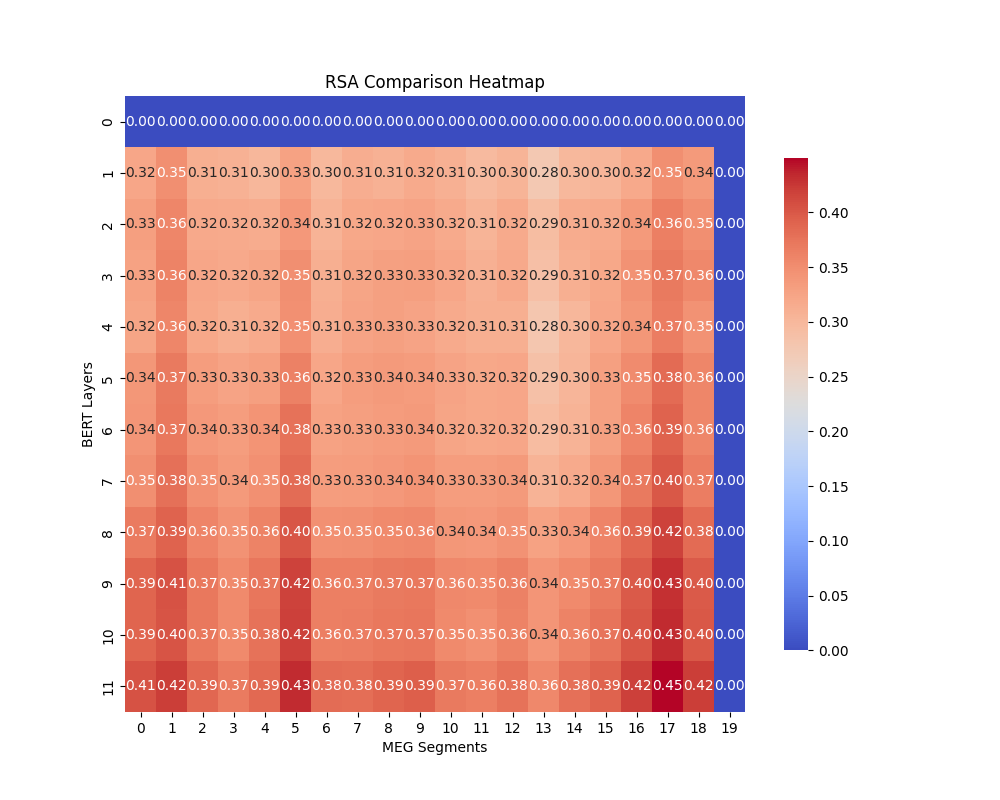 RSA Comparison Heatmap
0 0.00 0.00 0.00 0.00 0.00 0.00 0.00 0.00 0.00 0.00 0.00 0.00 0.00 0.00 0.00 0.00 0.00 0.00 0.00 0.00
1 0.32 0.35 0.31 0.31 0.30 0.33 0.30 0.31 0.31 0.32 0.31 0.30 0.30 0.28 0.30 0.30 0.32 0.35 0.34 0.00
2 0.33 0.36 0.32 0.32 0.32 0.34 0.31 0.32 0.32 0.33 0.32 0.31 0.32 0.29 0.31 0.32 0.34 0.36 0.35 0.00
3 0.33 0.36 0.32 0.32 0.32 0.35 0.31 0.32 0.33 0.33 0.32 0.31 0.32 0.29 0.31 0.32 0.35 0.37 0.36 0.00
4 0.32 0.36 0.32 0.31 0.32 0.35 0.31 0.33 0.33 0.33 0.32 0.31 0.31 0.28 0.30 0.32 0.34 0.37 0.35 0.00
5 0.34 0.37 0.33 0.33 0.33 0.36 0.32 0.33 0.34 0.34 0.33 0.32 0.32 0.29 0.30 0.33 0.35 0.38 0.36 0.00
6 0.34 0.37 0.34 0.33 0.34 0.38 0.33 0.33 0.33 0.34 0.32 0.32 0.32 0.29 0.31 0.33 0.36 0.39 0.36 0.00
7 0.35 0.38 0.35 0.34 0.35 0.38 0.33 0.33 0.34 0.34 0.33 0.33 0.34 0.31 0.32 0.34 0.37 0.40 0.37 0.00
8 0.37 0.39 0.36 0.35 0.36 0.40 0.35 0.35 0.35 0.36 0.34 0.34 0.35 0.33 0.34 0.36 0.39 0.42 0.38 0.00
9 0.39 0.41 0.37 0.35 0.37 0.42 0.36 0.37 0.37 0.37 0.36 0.35 0.36 0.34 0.35 0.37 0.40 0.43 0.40 0.00
10 0.39 0.40 0.37 0.35 0.38 0.42 0.36 0.37 0.37 0.37 0.35 0.35 0.36 0.34 0.36 0.37 0.40 0.43 0.40 0.00
11 0.41 0.42 0.39 0.37 0.39 0.43 0.38 0.38 0.39 0.39 0.37 0.36 0.38 0.36 0.38 0.39 0.42 0.45 0.42 0.00
0 1 2 3 4 5 6 7 8 9 10 11 12 13 14 15 16 17 18 19
MEG Segments
BERT Layers
0.40
0.35
0.30
0.25
0.20
0.15
0.10
0.05
0.00